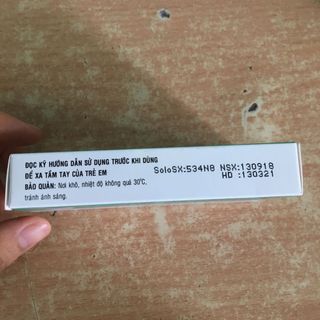 ĐỌC KỸ HƯỚNG DẪN SỬ DỤNG TRƯỚC KHI DÙNG
ĐỂ XA TẦM TAY CỦA TRẺ EM
BẢO QUẢN: Nơi khô, nhiệt độ không quá 30°C,
tránh ánh sáng.
SoloSX:534N8 NSX:130918
HD :130321